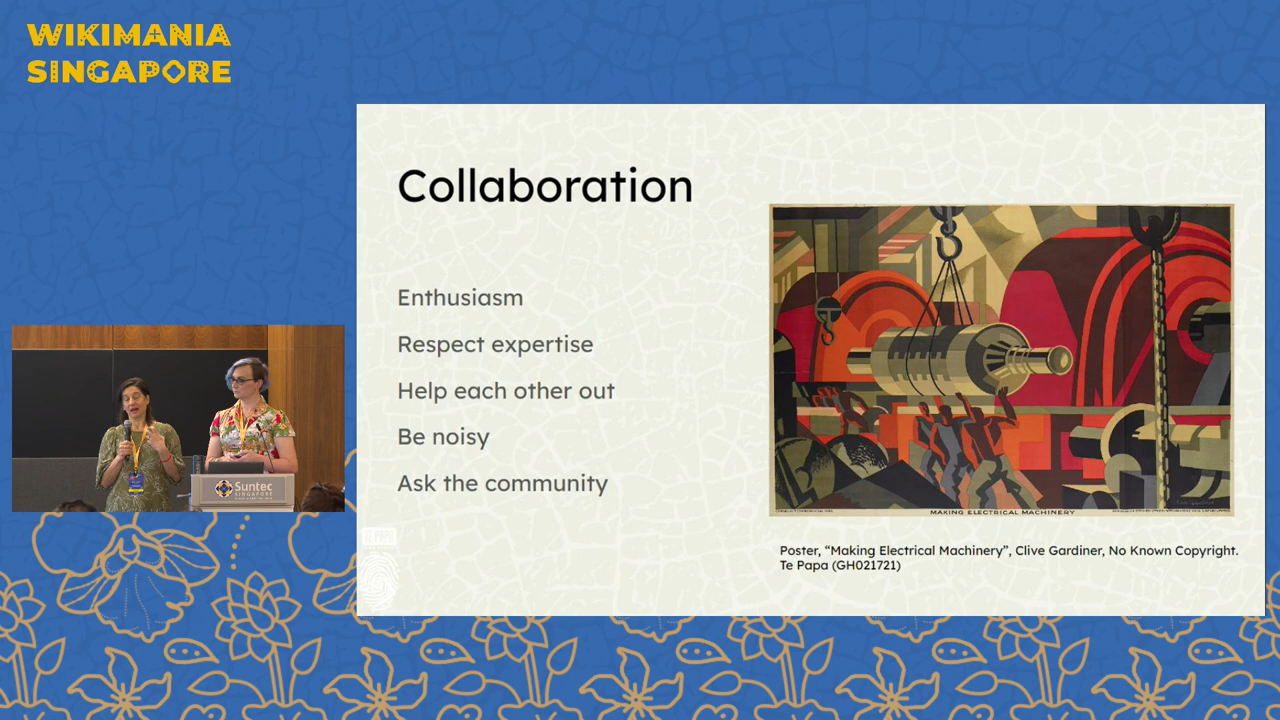 WIKIMANIA
SINGAPORE
Collaboration
Enthusiasm
Respect expertise
Help each other out
Be noisy
Ask the community
MAKING ELECTRICAL MACHINERY
Poster, “Making Electrical Machinery”, Clive Gardiner, No Known Copyright.
Te Papa (GH021721)
Suntec
SINGAPORE